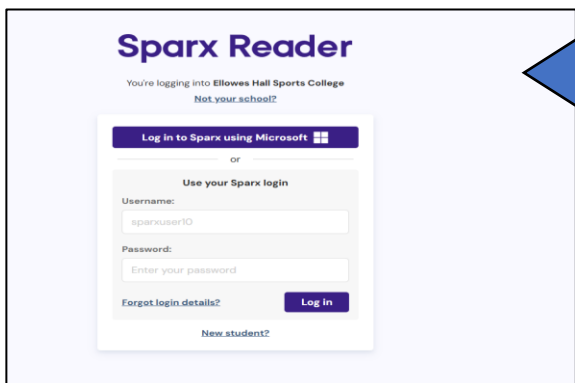 Sparx Reader
You're logging into Ellowes Hall Sports College
Not your school?
Log in to Sparx using Microsoft
or
Use your Sparx login
Username:
sparxuser10
Password:
Enter your password
Forgot login details?
Log in
New student?